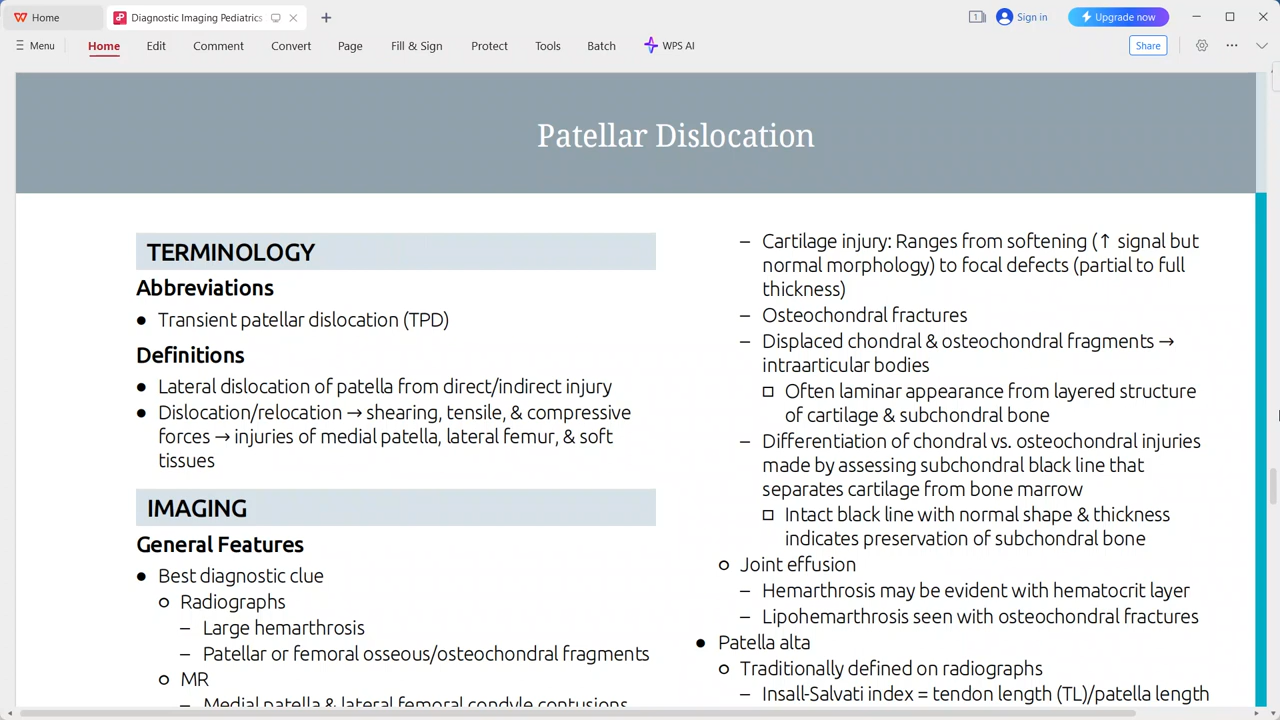 Home
Diagnostic Imaging Pediatrics
1
Sign in
Upgrade now
Menu
Home
Edit
Comment
Convert
Page
Fill & Sign
Protect
Tools
Batch
WPS AI
Share
Patellar Dislocation
TERMINOLOGY
Abbreviations
● Transient patellar dislocation (TPD)
Definitions
● Lateral dislocation of patella from direct/indirect injury
● Dislocation/relocation → shearing, tensile, & compressive
forces → injuries of medial patella, lateral femur, & soft
tissues
IMAGING
General Features
● Best diagnostic clue
○ Radiographs
– Large hemarthrosis
– Patellar or femoral osseous/osteochondral fragments
○ MR
– Medial patella & lateral femoral condyle contusions
– Cartilage injury: Ranges from softening (↑ signal but
normal morphology) to focal defects (partial to full
thickness)
– Osteochondral fractures
– Displaced chondral & osteochondral fragments →
intraarticular bodies
□ Often laminar appearance from layered structure
of cartilage & subchondral bone
– Differentiation of chondral vs. osteochondral injuries
made by assessing subchondral black line that
separates cartilage from bone marrow
□ Intact black line with normal shape & thickness
indicates preservation of subchondral bone
○ Joint effusion
– Hemarthrosis may be evident with hematocrit layer
– Lipohemarthrosis seen with osteochondral fractures
● Patella alta
○ Traditionally defined on radiographs
– Insall-Salvati index = tendon length (TL)/patella length